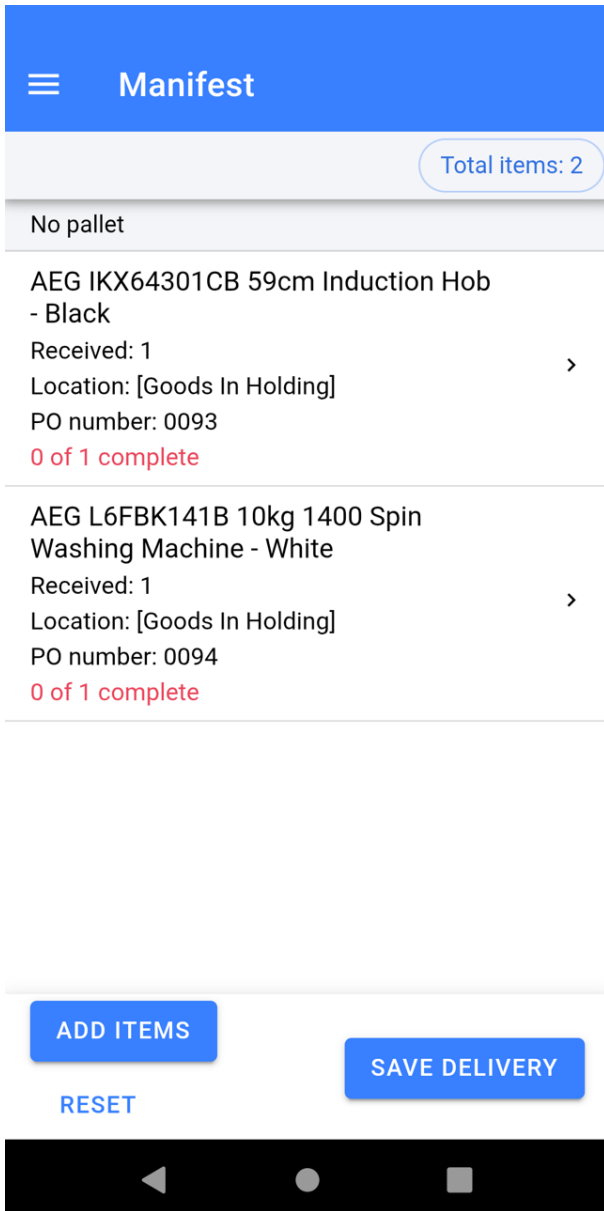 Manifest
Total items: 2
No pallet
AEG IKX64301CB 59cm Induction Hob
- Black
Received: 1
Location: [Goods In Holding]
PO number: 0093
0 of 1 complete
AEG L6FBK141B 10kg 1400 Spin
Washing Machine - White
Received: 1
Location: [Goods In Holding]
PO number: 0094
0 of 1 complete
ADD ITEMS
SAVE DELIVERY
RESET